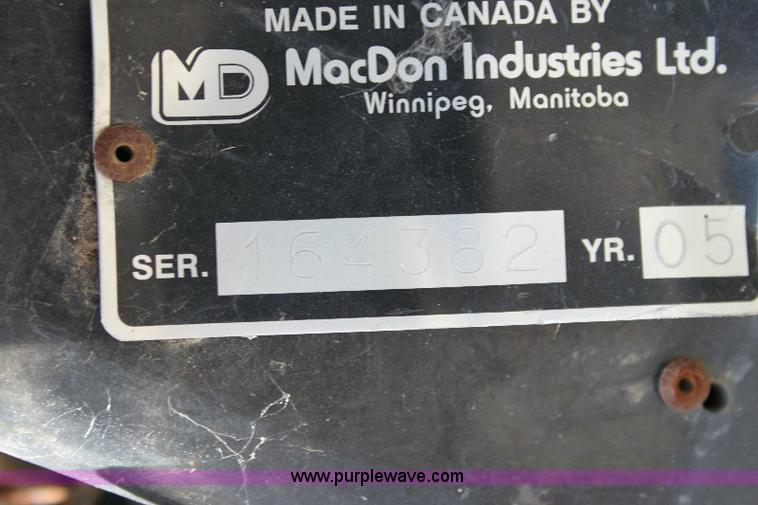 MADE IN CANADA BY
MD MacDon Industries Ltd.
Winnipeg, Manitoba
SER. 164382 YR. 05
www.purplewave.com